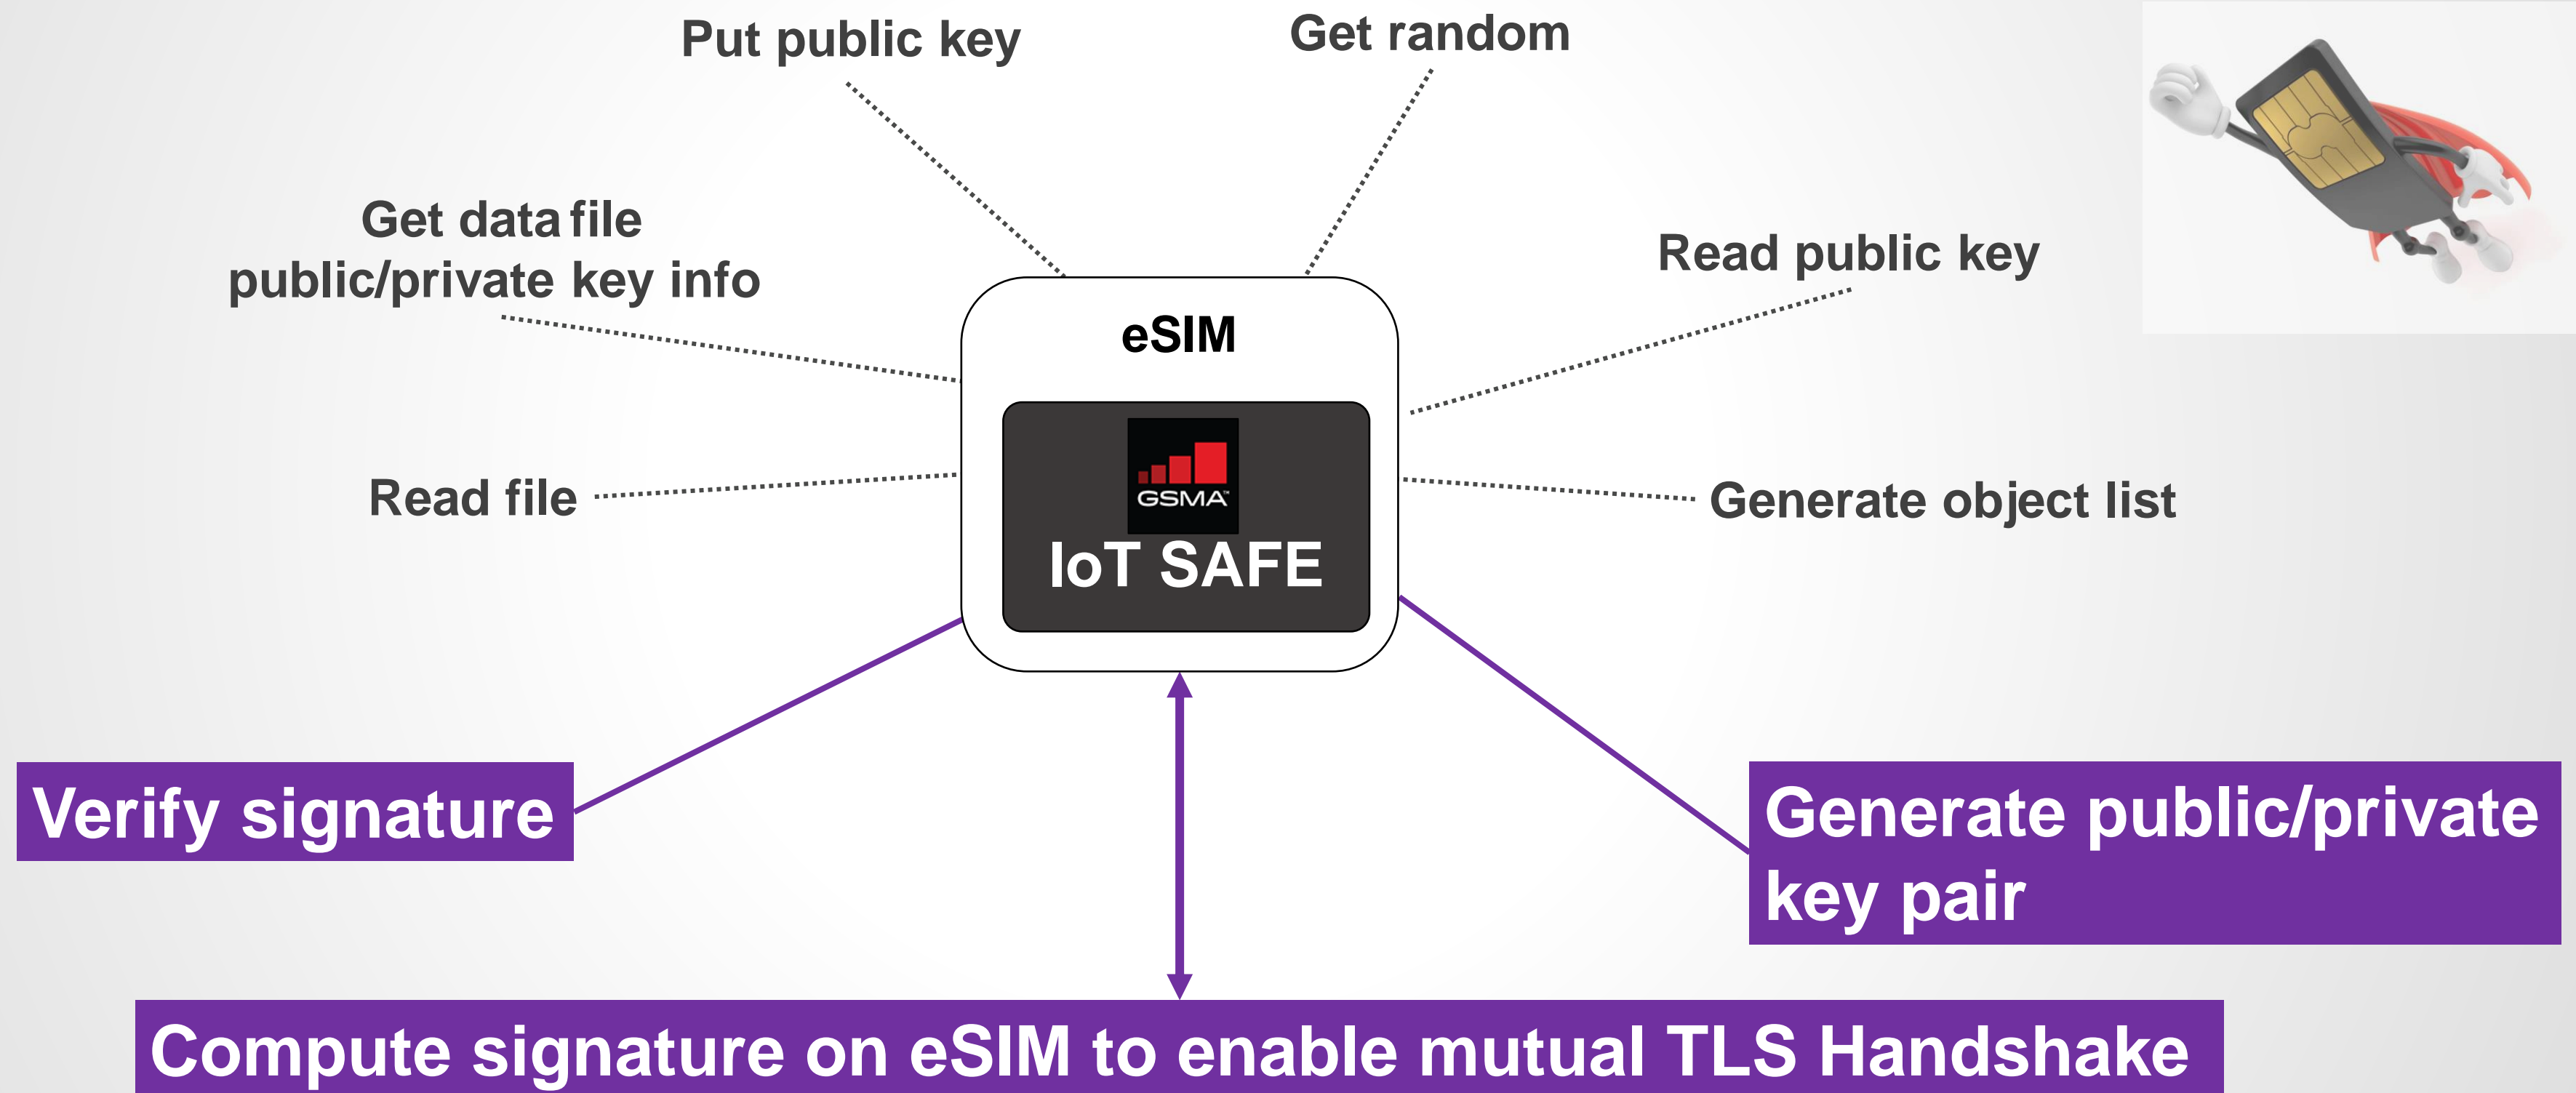 Put public key
Get random
Get data file
public/private key info
Read public key
eSIM
GSMA™
IoT SAFE
Read file
Generate object list
Verify signature
Generate public/private
key pair
Compute signature on eSIM to enable mutual TLS Handshake